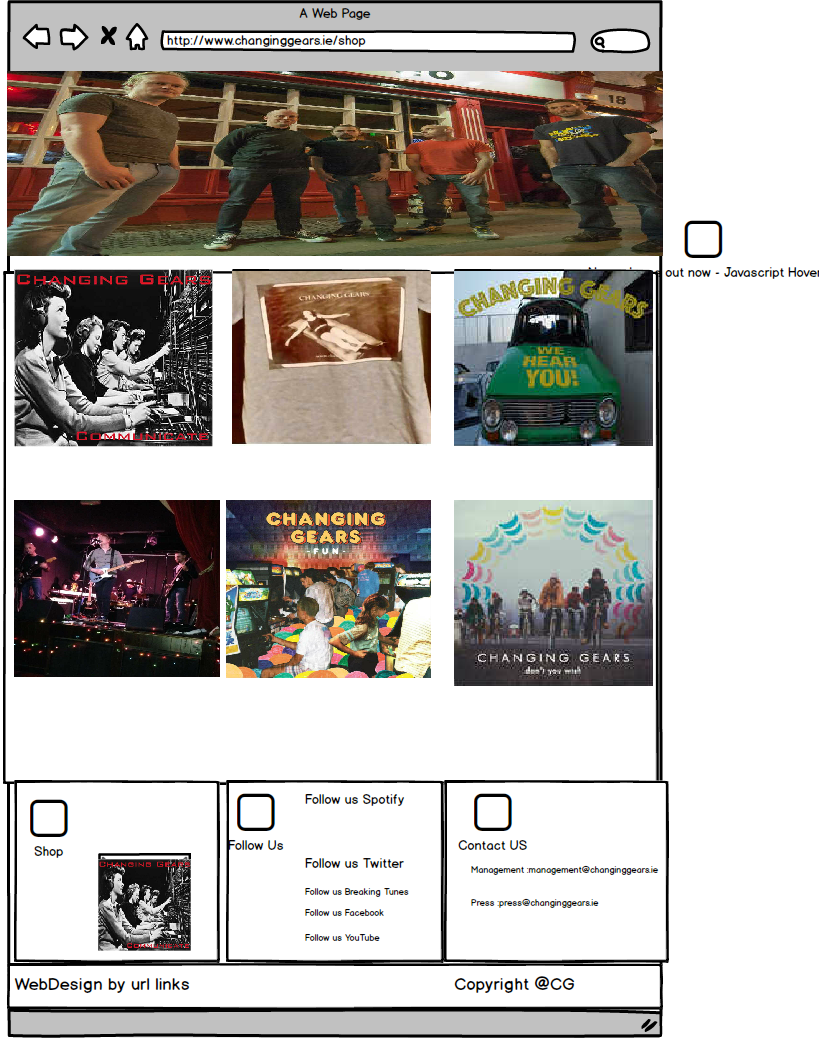 A Web Page
http://www.changinggears.ie/shop
18
out now - Javascript Hover
CHANGING GEARS
COMMUNICATE
CHANGING GEARS
CHANGING GEARS
WE
HEAR
YOU!
CHANGING
GEARS
- FUN -
CHANGING GEARS
don't you wish
Shop
CHANGING GEARS
COMMUNICATE
Follow Us
Follow us Spotify
Follow us Twitter
Follow us Breaking Tunes
Follow us Facebook
Follow us YouTube
Contact US
Management :management@changinggears.ie
Press :press@changinggears.ie
WebDesign by url links
Copyright @CG